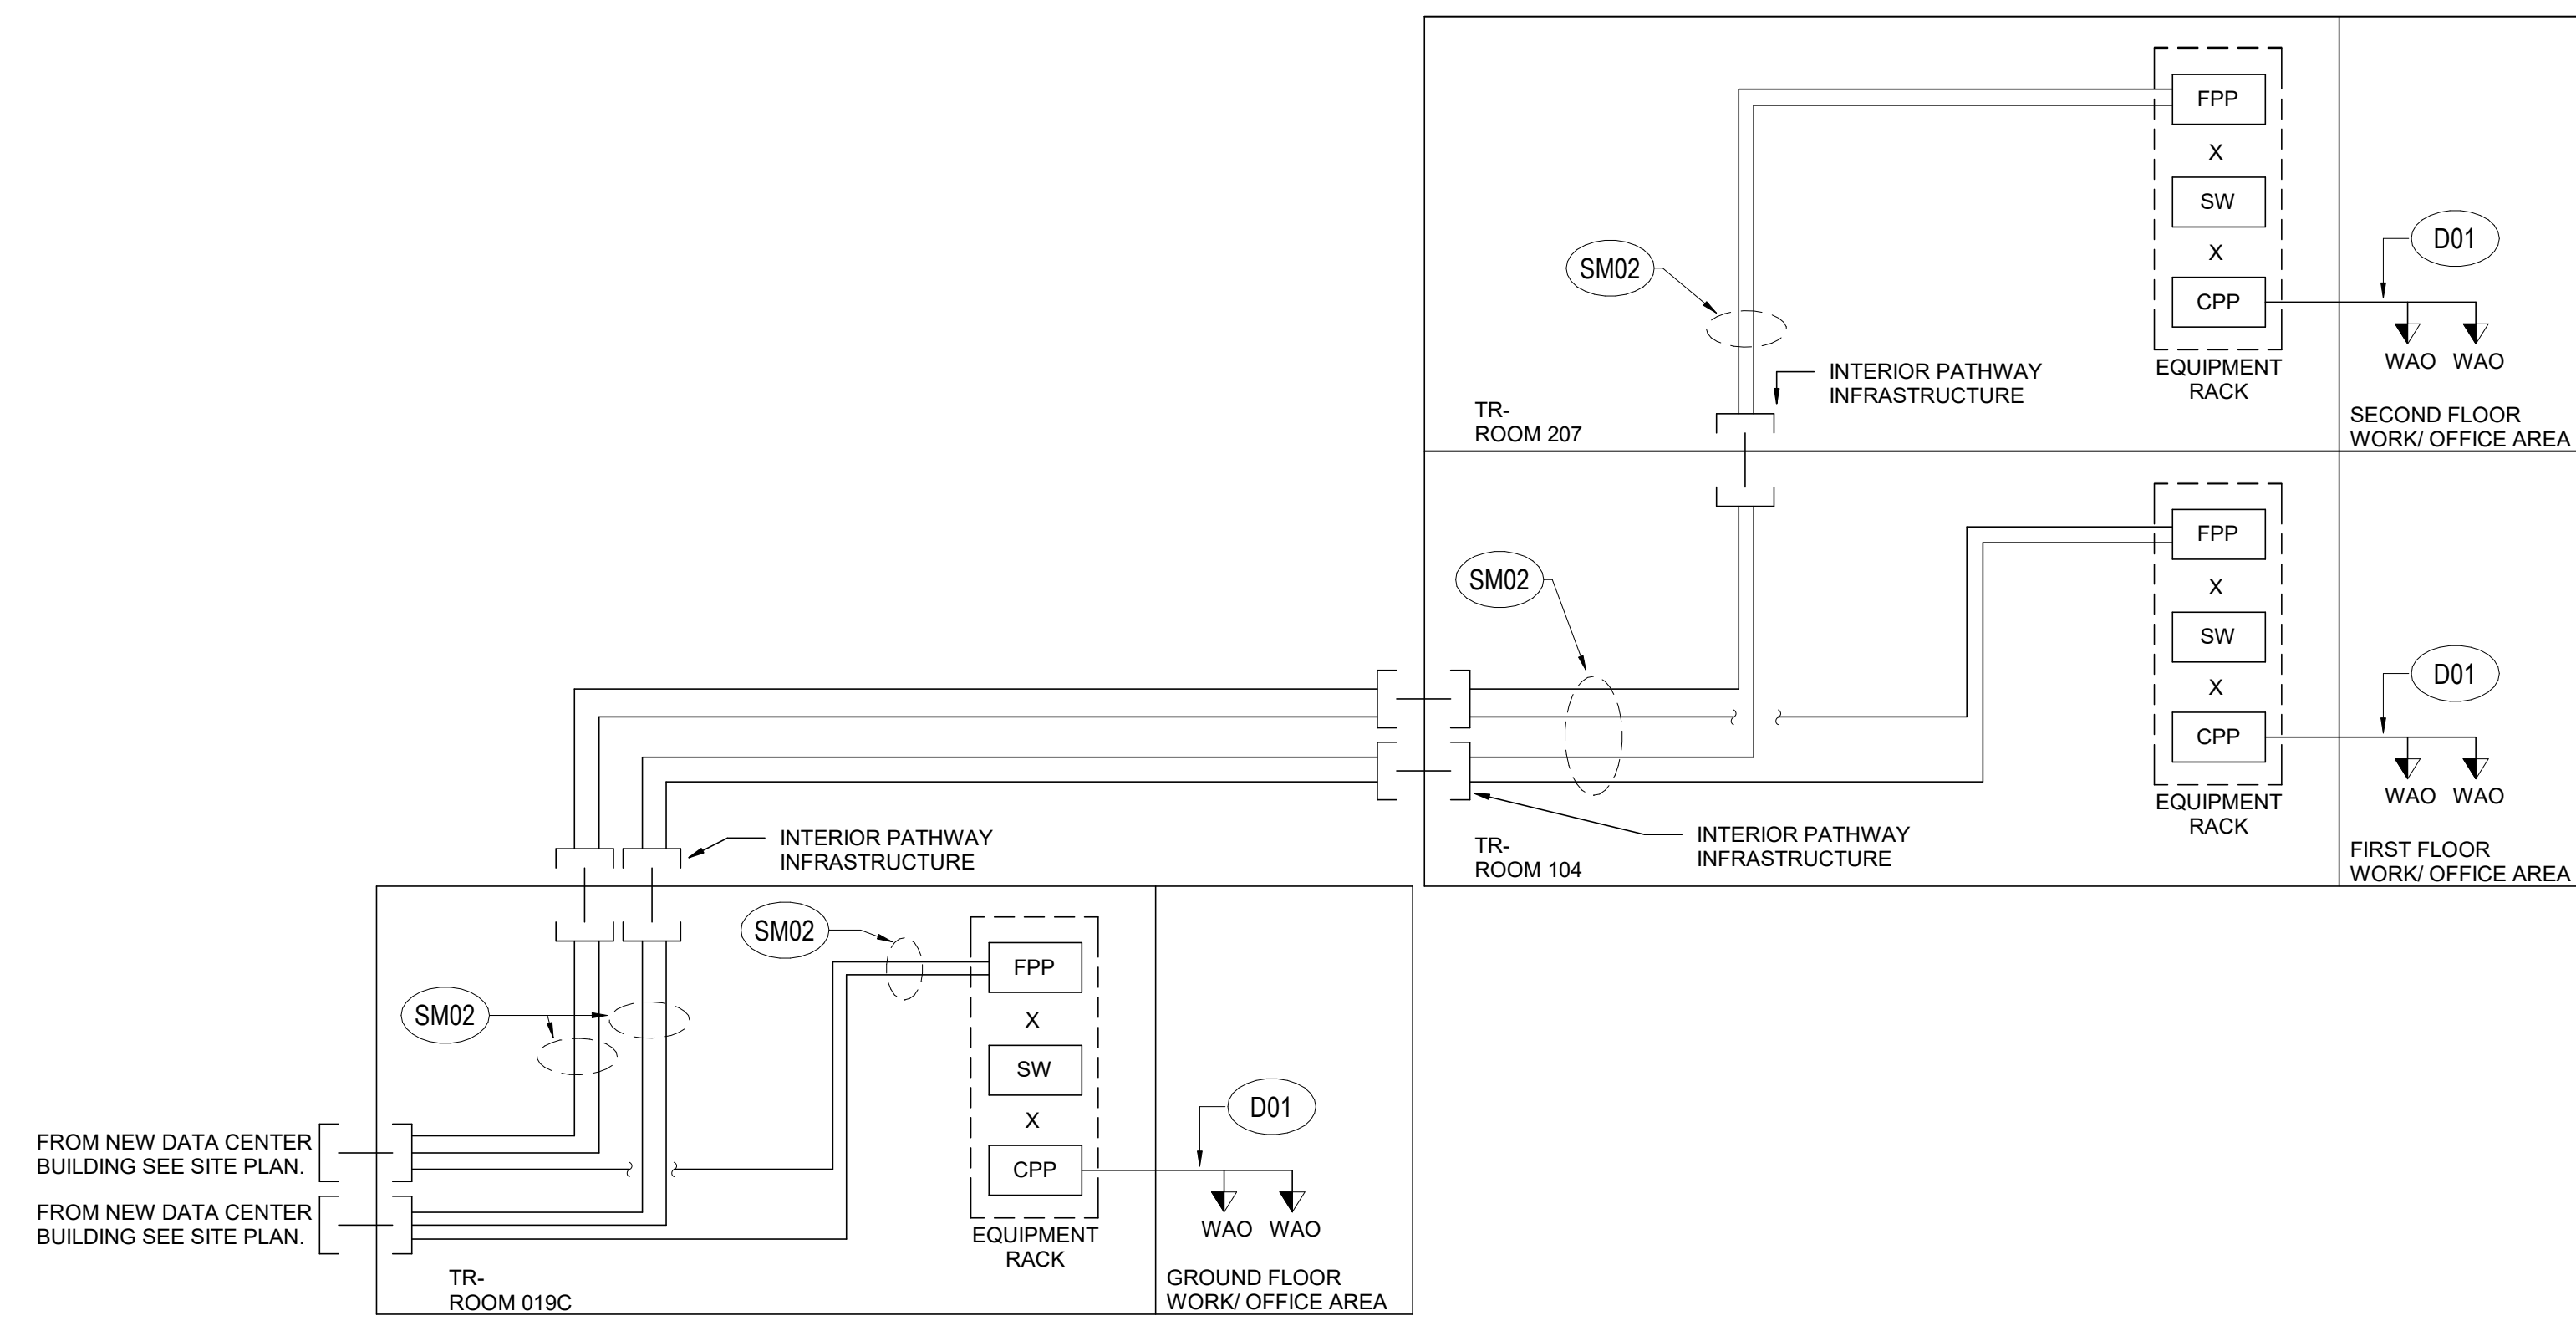 FPP
X
SW
X
CPP
EQUIPMENT
RACK
SM02
D01
WAO WAO
INTERIOR PATHWAY
INFRASTRUCTURE
TR-
ROOM 207
SECOND FLOOR
WORK/ OFFICE AREA
FPP
X
SW
X
CPP
EQUIPMENT
RACK
SM02
D01
WAO WAO
INTERIOR PATHWAY
INFRASTRUCTURE
TR-
ROOM 104
FIRST FLOOR
WORK/ OFFICE AREA
INTERIOR PATHWAY
INFRASTRUCTURE
SM02
SM02
FPP
X
SW
X
CPP
EQUIPMENT
RACK
D01
WAO WAO
FROM NEW DATA CENTER
BUILDING SEE SITE PLAN.
FROM NEW DATA CENTER
BUILDING SEE SITE PLAN.
TR-
ROOM 019C
GROUND FLOOR
WORK/ OFFICE AREA